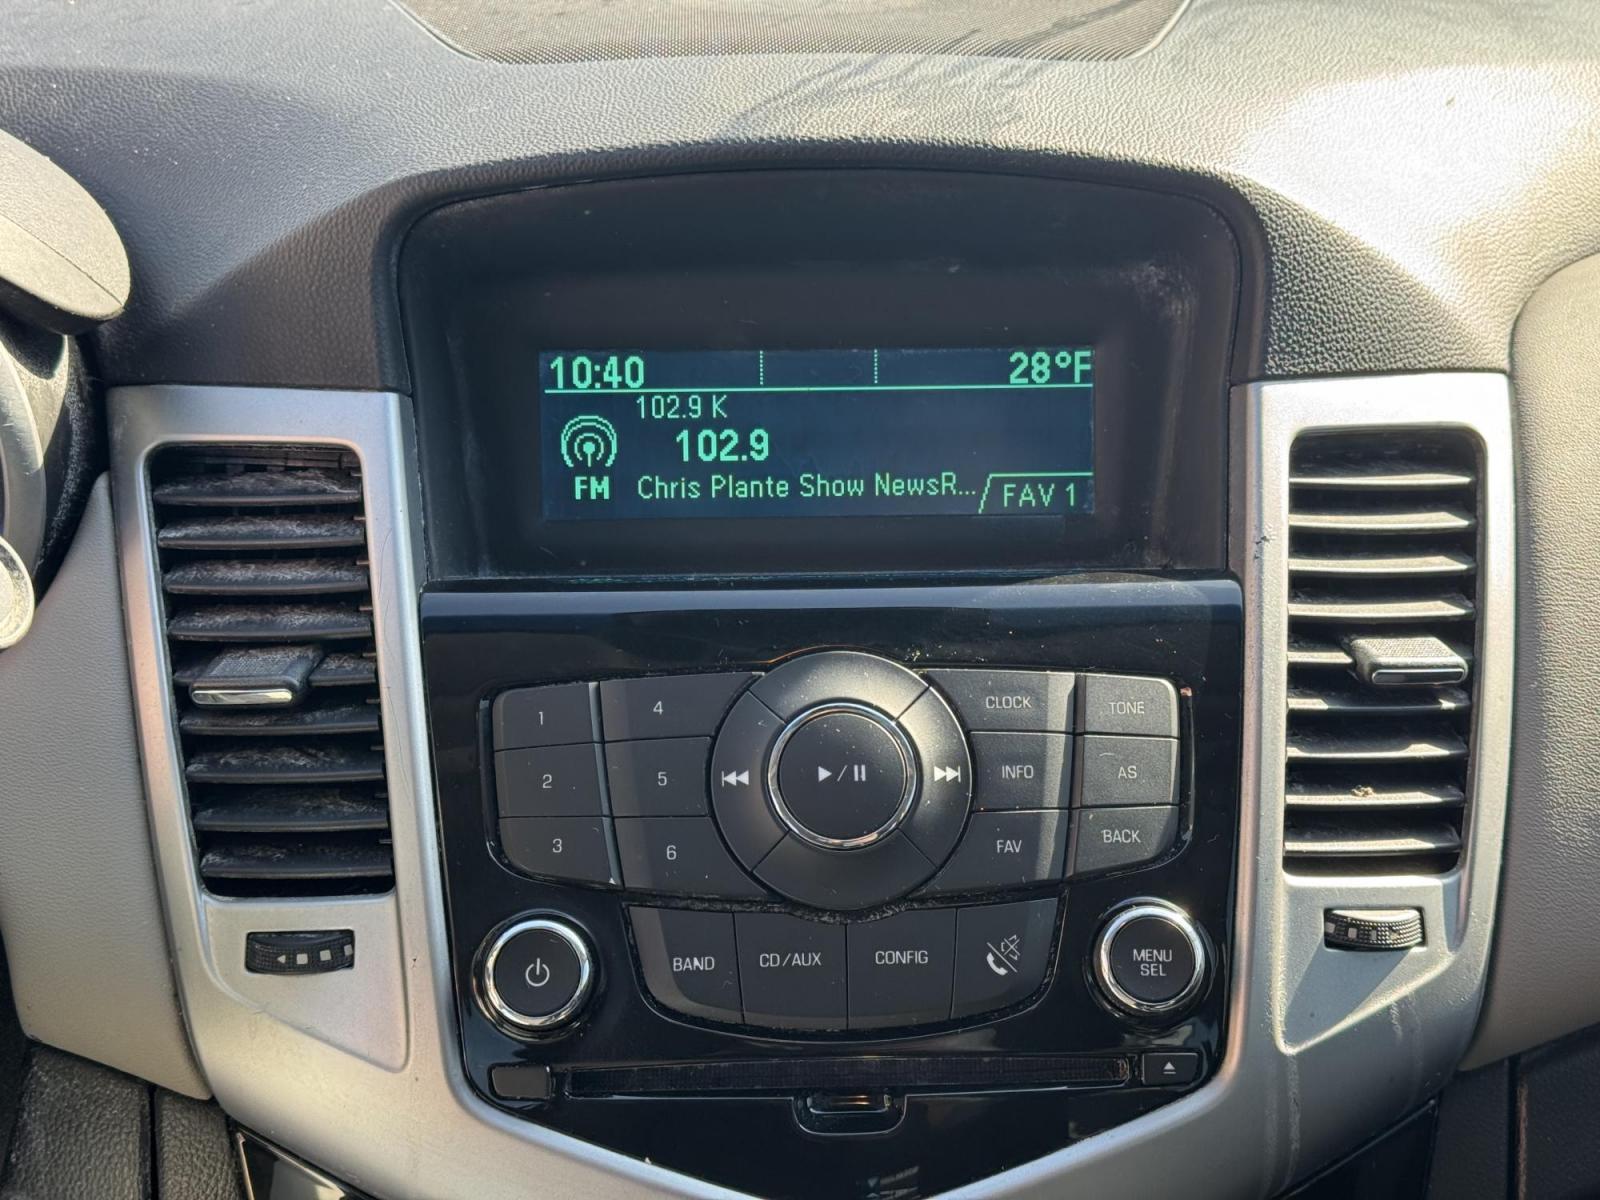 10:40 28°F
102.9 K
102.9
FM Chris Plante Show NewsR... FAV 1
1 4 CLOCK TONE
2 5 INFO AS
3 6 FAV BACK
BAND CD/AUX CONFIG MENU
SEL